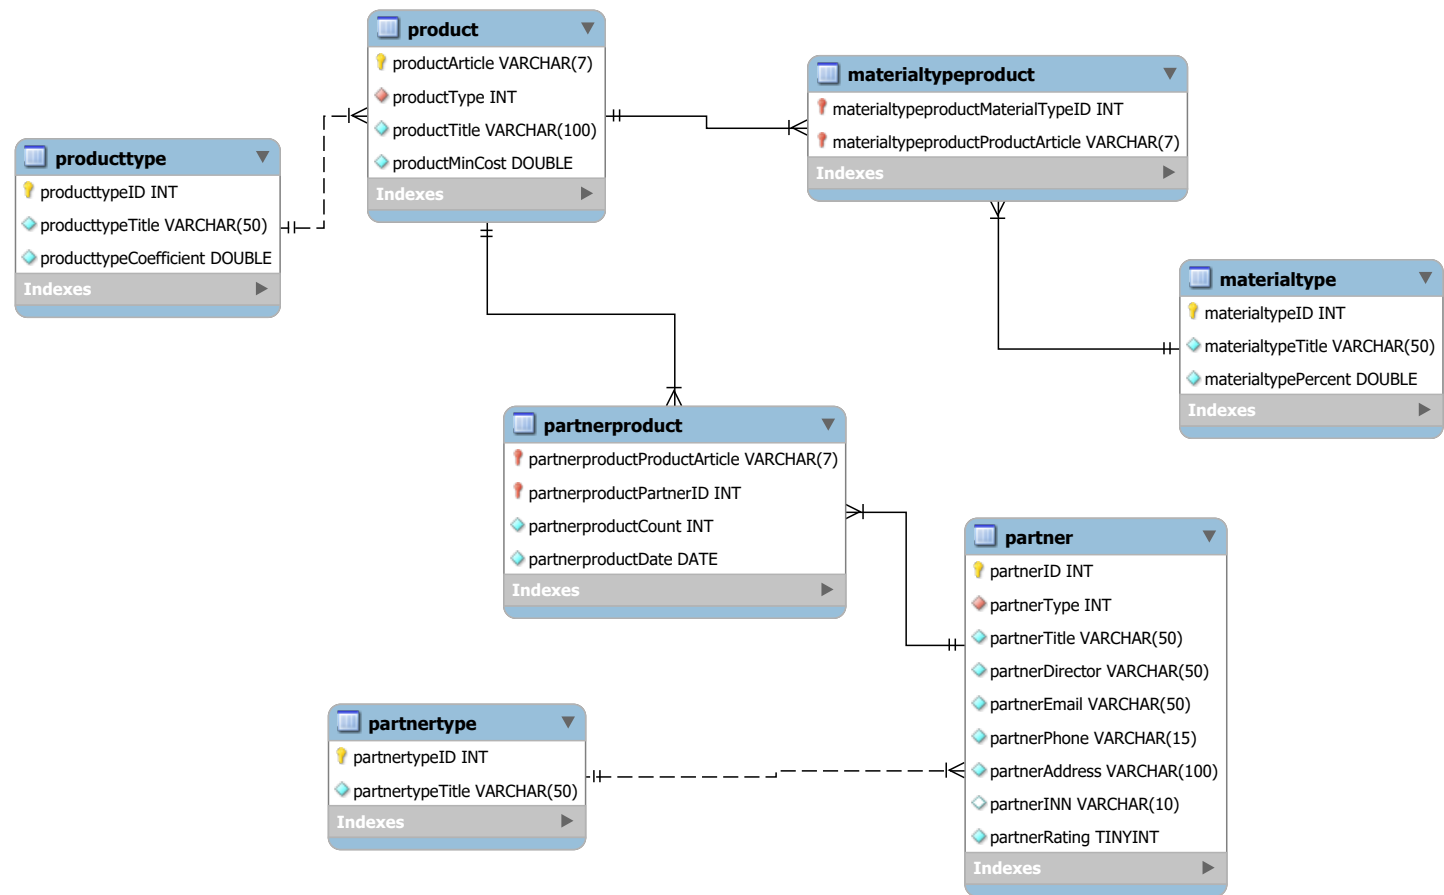 product
productArticle VARCHAR(7)
productType INT
productTitle VARCHAR(100)
productMinCost DOUBLE
Indexes
materialtypeproduct
materialtypeproductMaterialTypeID INT
materialtypeproductProductArticle VARCHAR(7)
Indexes
producttype
producttypeID INT
producttypeTitle VARCHAR(50)
producttypeCoefficient DOUBLE
Indexes
materialtype
materialtypeID INT
materialtypeTitle VARCHAR(50)
materialtypePercent DOUBLE
Indexes
partnerproduct
partnerproductProductArticle VARCHAR(7)
partnerproductPartnerID INT
partnerproductCount INT
partnerproductDate DATE
Indexes
partner
partnerID INT
partnerType INT
partnerTitle VARCHAR(50)
partnerDirector VARCHAR(50)
partnerEmail VARCHAR(50)
partnerPhone VARCHAR(15)
partnerAddress VARCHAR(100)
partnerINN VARCHAR(10)
partnerRating TINYINT
Indexes
partnertype
partnertypeID INT
partnertypeTitle VARCHAR(50)
Indexes